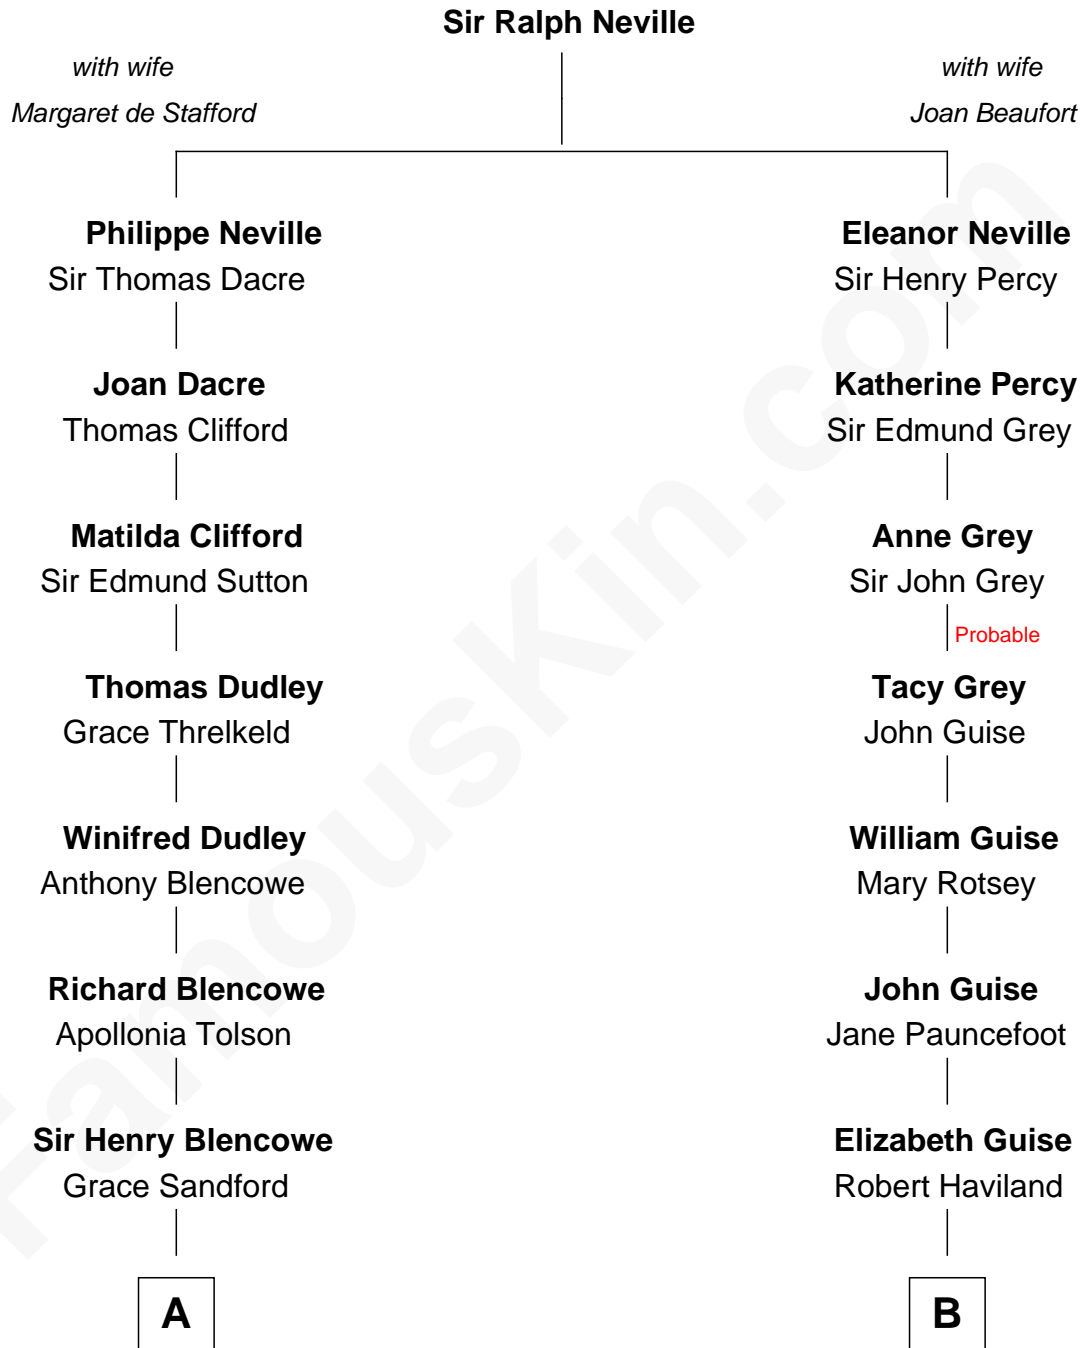 Sir Ralph Neville
with wife
Margaret de Stafford
with wife
Joan Beaufort
Philippe Neville
Sir Thomas Dacre
Eleanor Neville
Sir Henry Percy
Joan Dacre
Thomas Clifford
Katherine Percy
Sir Edmund Grey
Matilda Clifford
Sir Edmund Sutton
Anne Grey
Sir John Grey
Probable
Thomas Dudley
Grace Threlkeld
Tacy Grey
John Guise
Winifred Dudley
Anthony Blencowe
William Guise
Mary Rotsey
Richard Blencowe
Apollonia Tolson
John Guise
Jane Pauncefoot
Sir Henry Blencowe
Grace Sandford
Elizabeth Guise
Robert Haviland
A
B
FamousKin.com